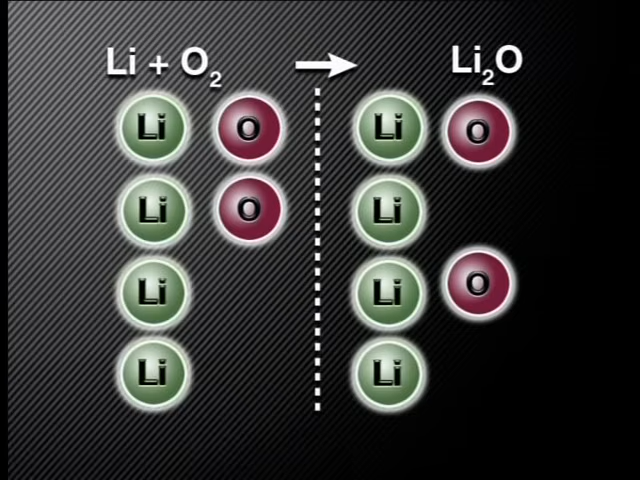 Li + O₂ → Li₂O
Li O Li O
Li O Li
Li Li O
Li Li